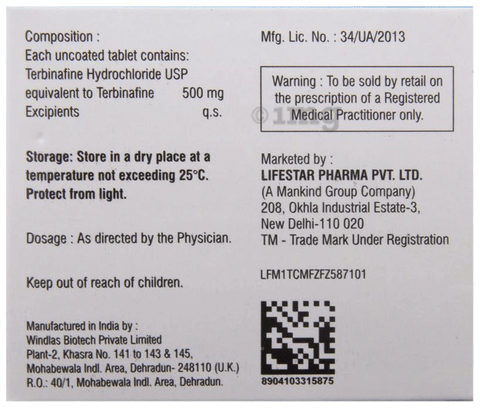 Composition :
Each uncoated tablet contains:
Terbinafine Hydrochloride USP
equivalent to Terbinafine 500 mg
Excipients q.s.
Storage: Store in a dry place at a
temperature not exceeding 25°C.
Protect from light.
Dosage : As directed by the Physician.
Keep out of reach of children.
Manufactured in India by :
Windlas Biotech Private Limited
Plant-2, Khasra No. 141 to 143 & 145,
Mohabewala Indl. Area, Dehradun- 248110 (U.K.)
R.O.: 40/1, Mohabewala Indl. Area, Dehradun.
Mfg. Lic. No. : 34/UA/2013
Warning : To be sold by retail on
the prescription of a Registered
Medical Practitioner only.
©1mg
Marketed by :
LIFESTAR PHARMA PVT. LTD.
(A Mankind Group Company)
208, Okhla Industrial Estate-3,
New Delhi-110 020
TM - Trade Mark Under Registration
LFM1TCMFZFZ587101
8904103315875